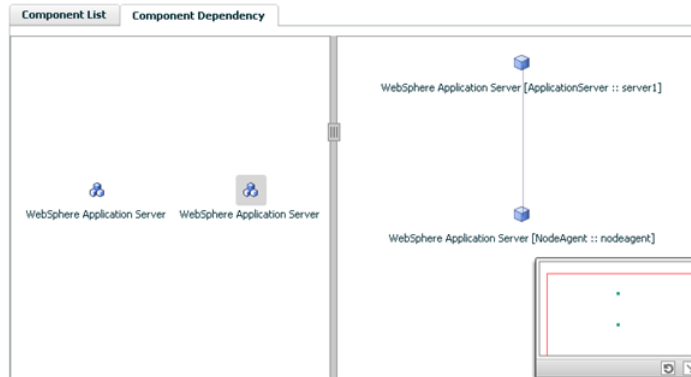 Component List
Component Dependency
WebSphere Application Server [ApplicationServer :: server1]
WebSphere Application Server
WebSphere Application Server
WebSphere Application Server [NodeAgent :: nodeagent]